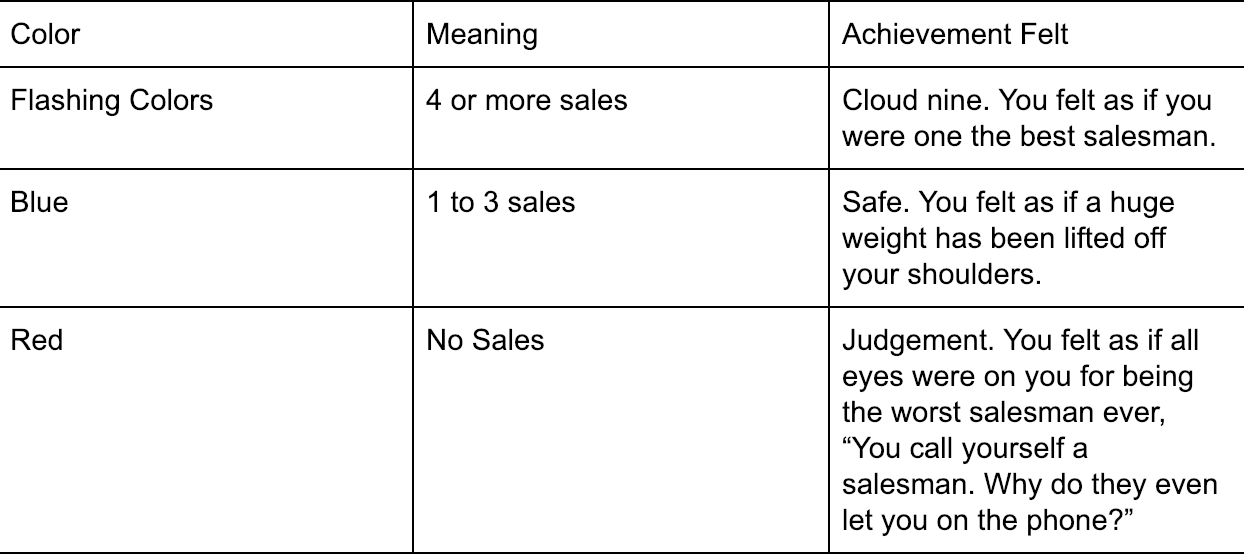 Color
Meaning
Achievement Felt
Flashing Colors
4 or more sales
Cloud nine. You felt as if you
were one the best salesman.
Blue
1 to 3 sales
Safe. You felt as if a huge
weight has been lifted off
your shoulders.
Red
No Sales
Judgement. You felt as if all
eyes were on you for being
the worst salesman ever,
“You call yourself a
salesman. Why do they even
let you on the phone?”